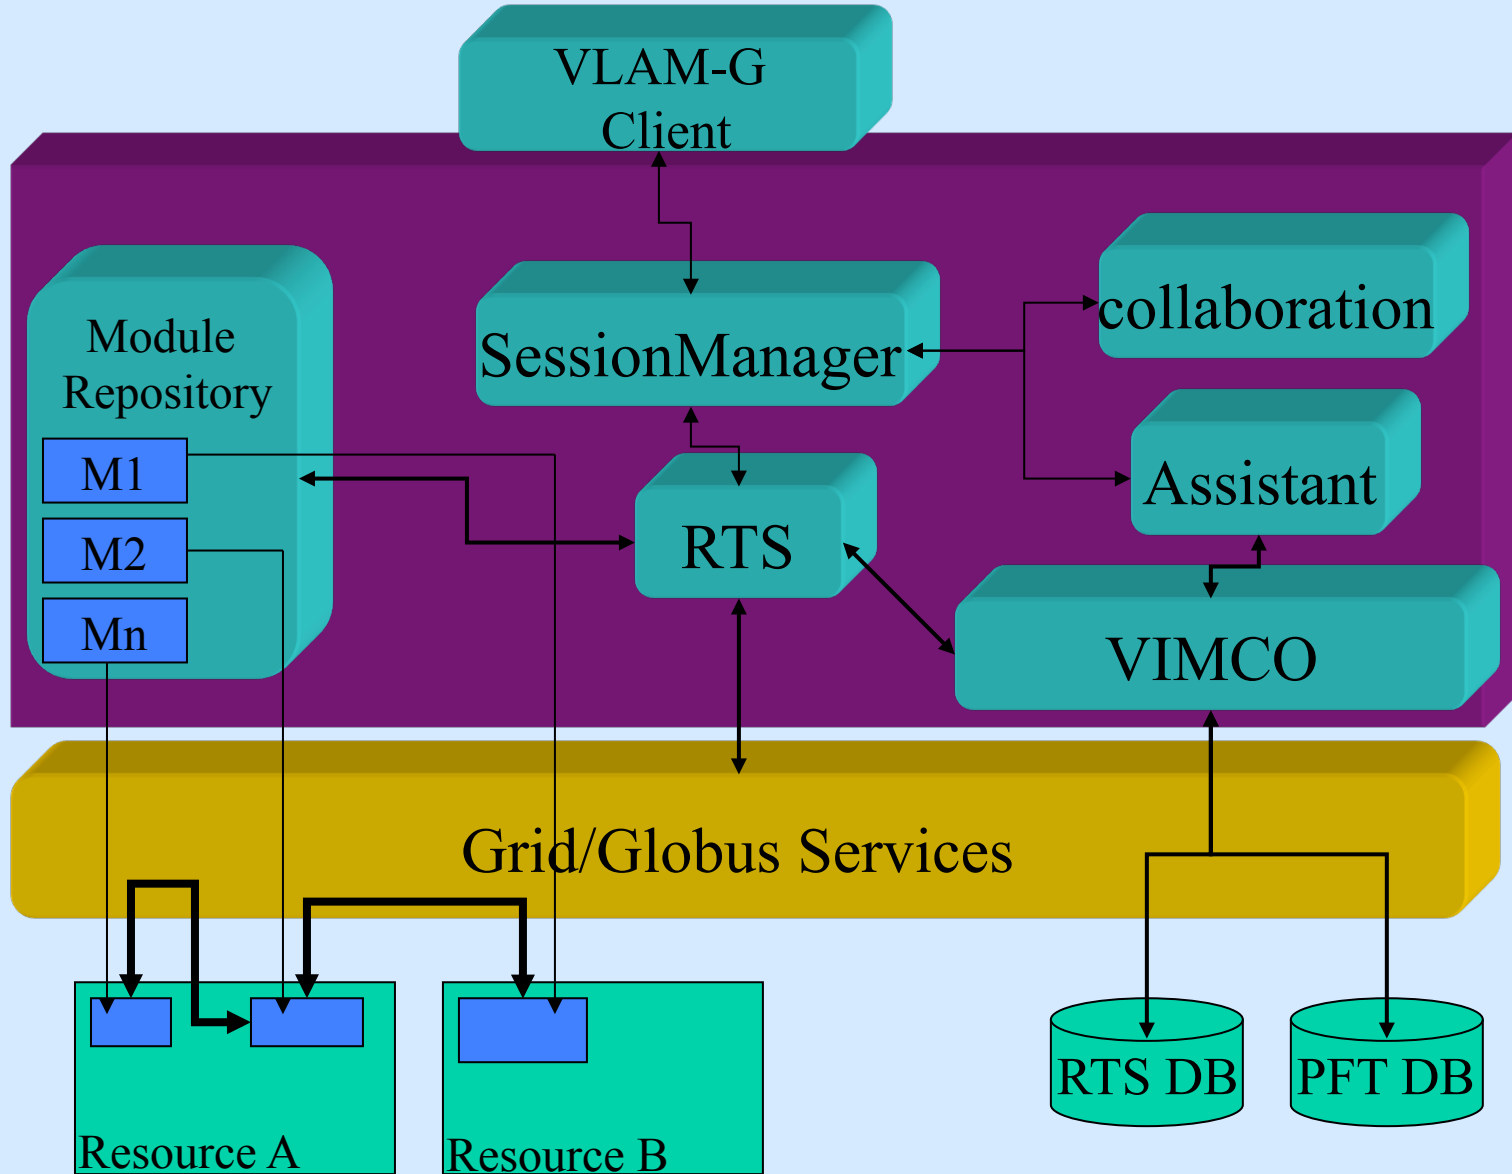 VLAM-G
Client
collaboration
Module
Repository
SessionManager
M1
Assistant
M2
RTS
Mn
VIMCO
Grid/Globus Services
RTS DB
PFT DB
Resource A
Resource B